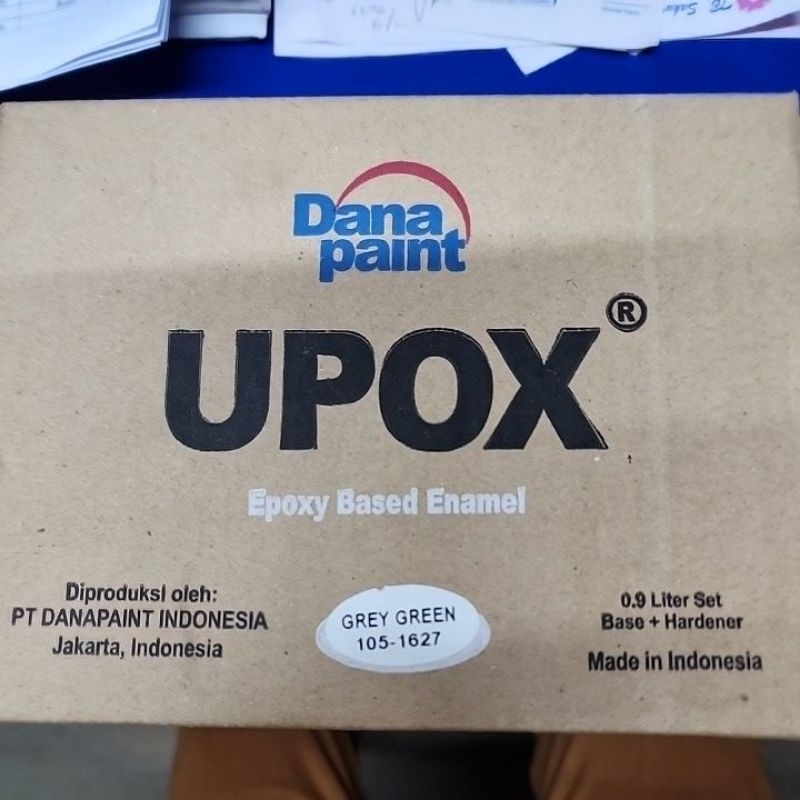 Dana
paint
UPOX®
Epoxy Based Enamel
Diproduksi oleh:
PT DANAPAINT INDONESIA
Jakarta, Indonesia
GREY GREEN
105-1627
0.9 Liter Set
Base + Hardener
Made in Indonesia